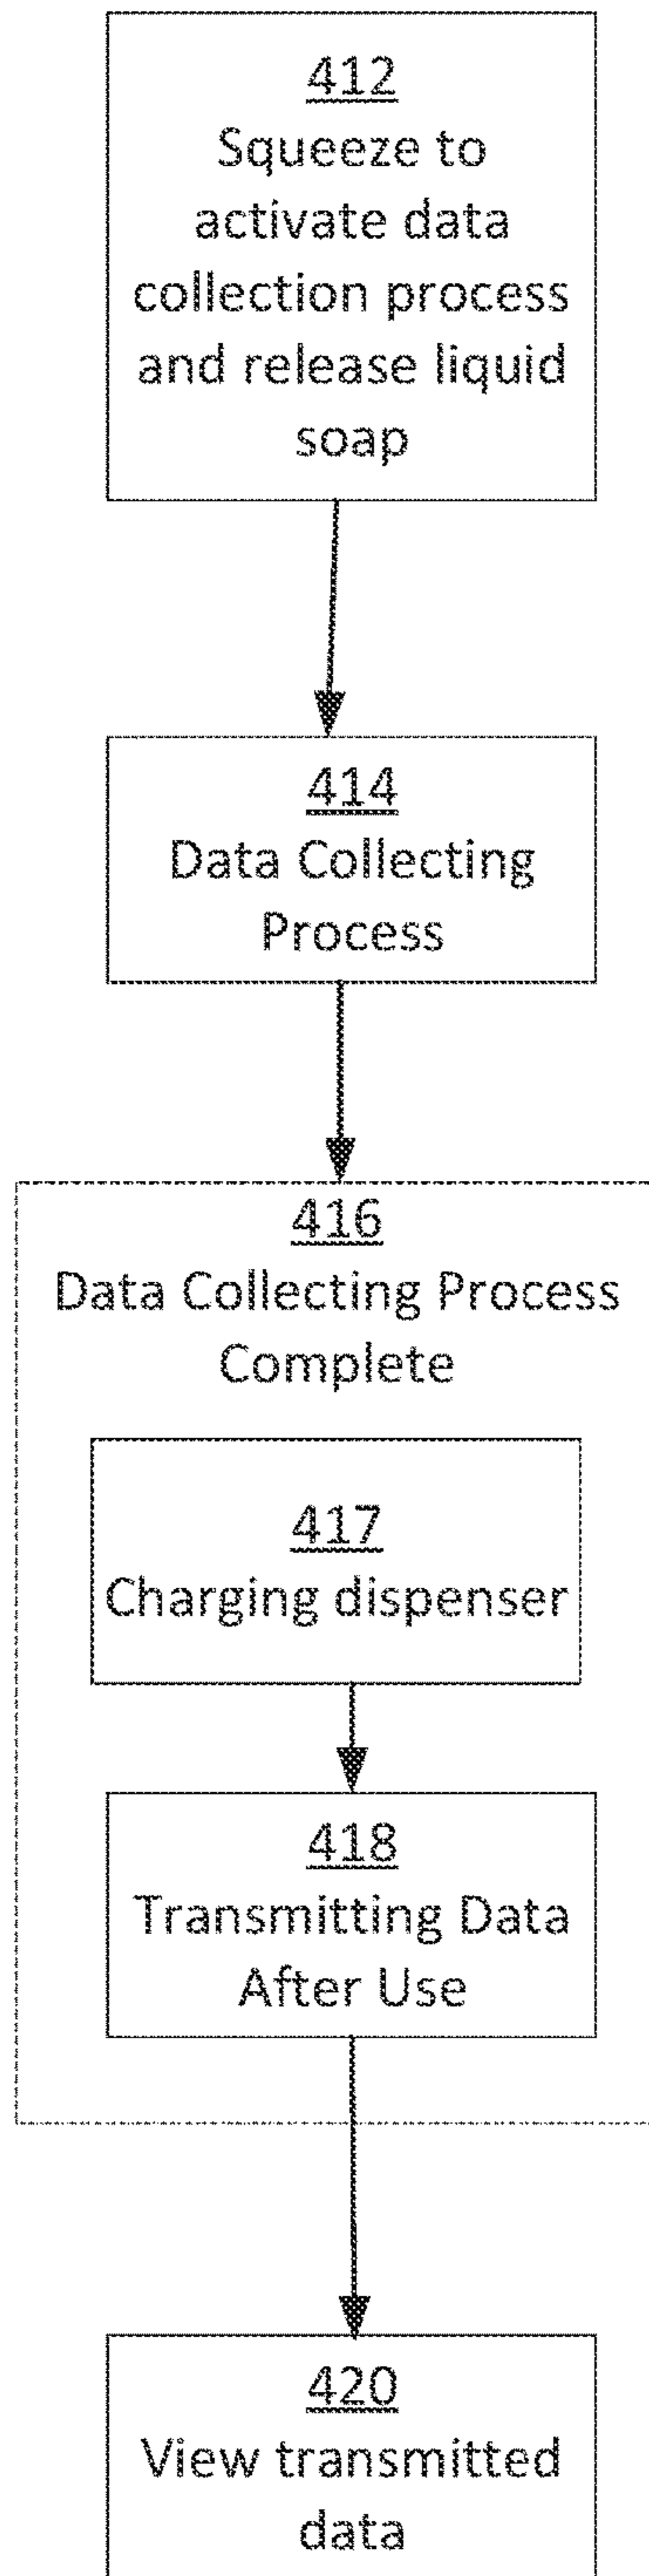 412
Squeeze to
activate data
collection process
and release liquid
soap
414
Data Collecting
Process
416
Data Collecting Process
Complete
417
Charging dispenser
418
Transmitting Data
After Use
420
View transmitted
data